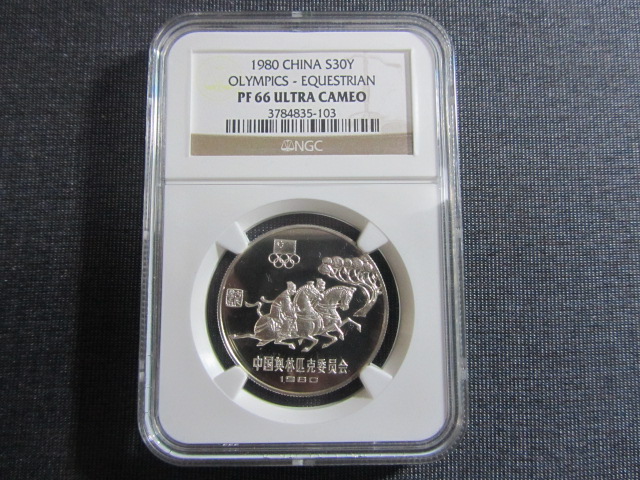 1980 CHINA S30Y
OLYMPICS - EQUESTRIAN
PF 66 ULTRA CAMEO
3784835-103
NGC
中国奥林匹克委员会
1980